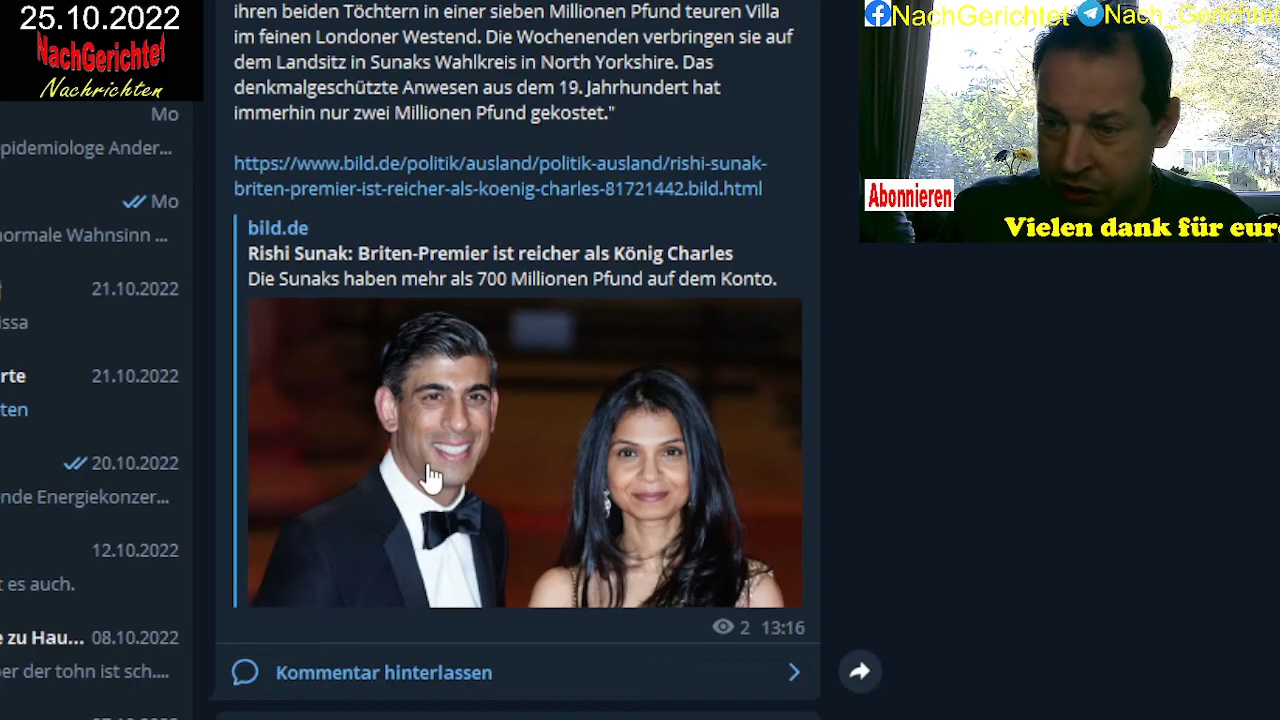 25.10.2022
NachGerichtet
Nachrichten
Mo
pidemiologe Ander...
Mo
normale Wahnsinn ...
21.10.2022
issa
rte 21.10.2022
ten
20.10.2022
nde Energiekonzer...
12.10.2022
t es auch.
e zu Hau... 08.10.2022
er der tohn ist sch....
ihren beiden Töchtern in einer sieben Millionen Pfund teuren Villa
im feinen Londoner Westend. Die Wochenenden verbringen sie auf
dem Landsitz in Sunaks Wahlkreis in North Yorkshire. Das
denkmalgeschützte Anwesen aus dem 19. Jahrhundert hat
immerhin nur zwei Millionen Pfund gekostet."
https://www.bild.de/politik/ausland/politik-ausland/rishi-sunak-
briten-premier-ist-reicher-als-koenig-charles-81721442.bild.html
bild.de
Rishi Sunak: Briten-Premier ist reicher als König Charles
Die Sunaks haben mehr als 700 Millionen Pfund auf dem Konto.
2 13:16
Kommentar hinterlassen
NachGerichtet Nach_Gerichtet
Abonnieren
Vielen dank für eure